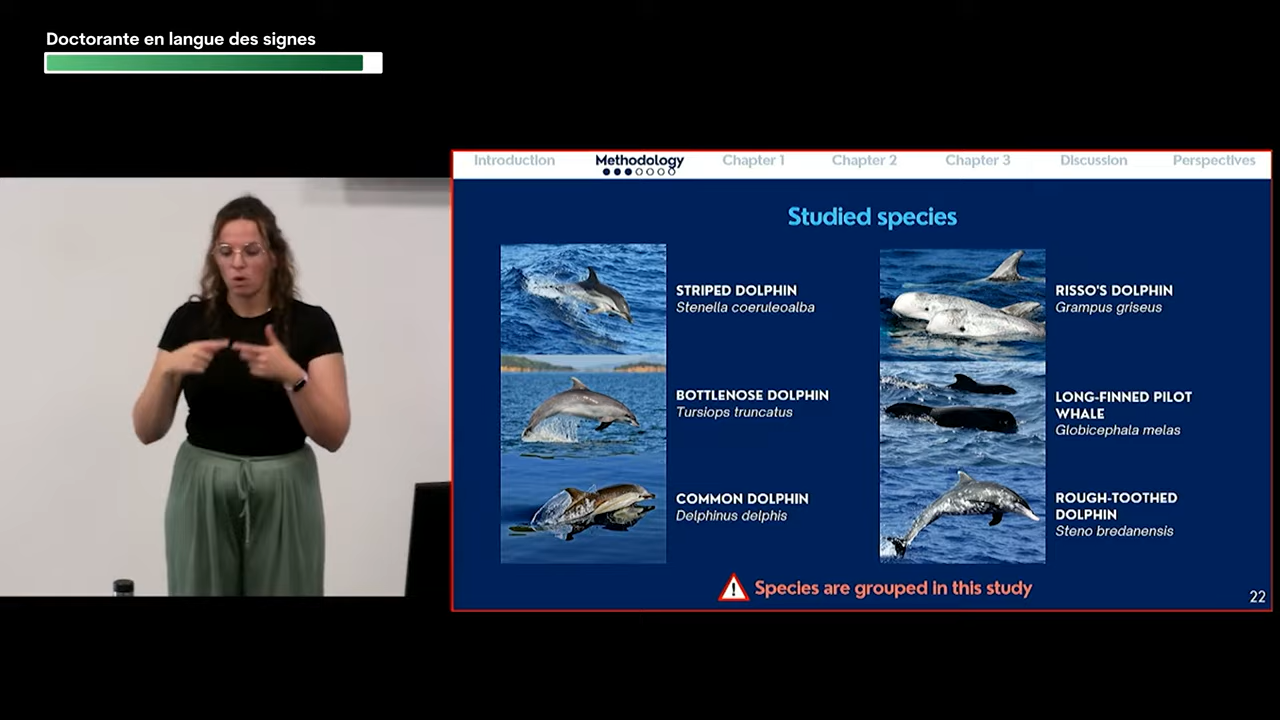 Doctorante en langue des signes
Introduction Methodology Chapter 1 Chapter 2 Chapter 3 Discussion Perspectives
Studied species
STRIPED DOLPHIN
Stenella coeruleoalba
BOTTLENOSE DOLPHIN
Tursiops truncatus
COMMON DOLPHIN
Delphinus delphis
RISSO'S DOLPHIN
Grampus griseus
LONG-FINNED PILOT
WHALE
Globicephala melas
ROUGH-TOOTHED
DOLPHIN
Steno bredanensis
! Species are grouped in this study
22